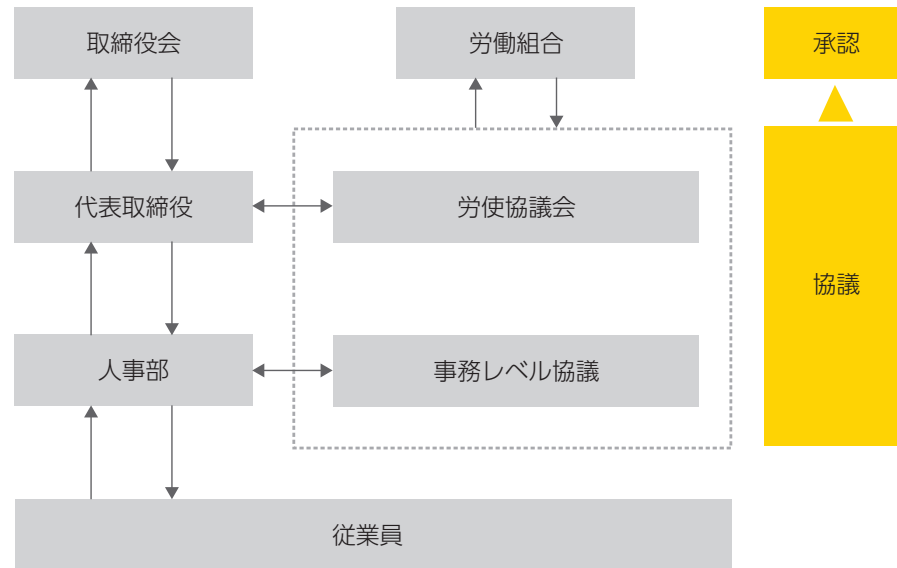 取締役会
労働組合
承認
代表取締役
労使協議会
協議
人事部
事務レベル協議
従業員